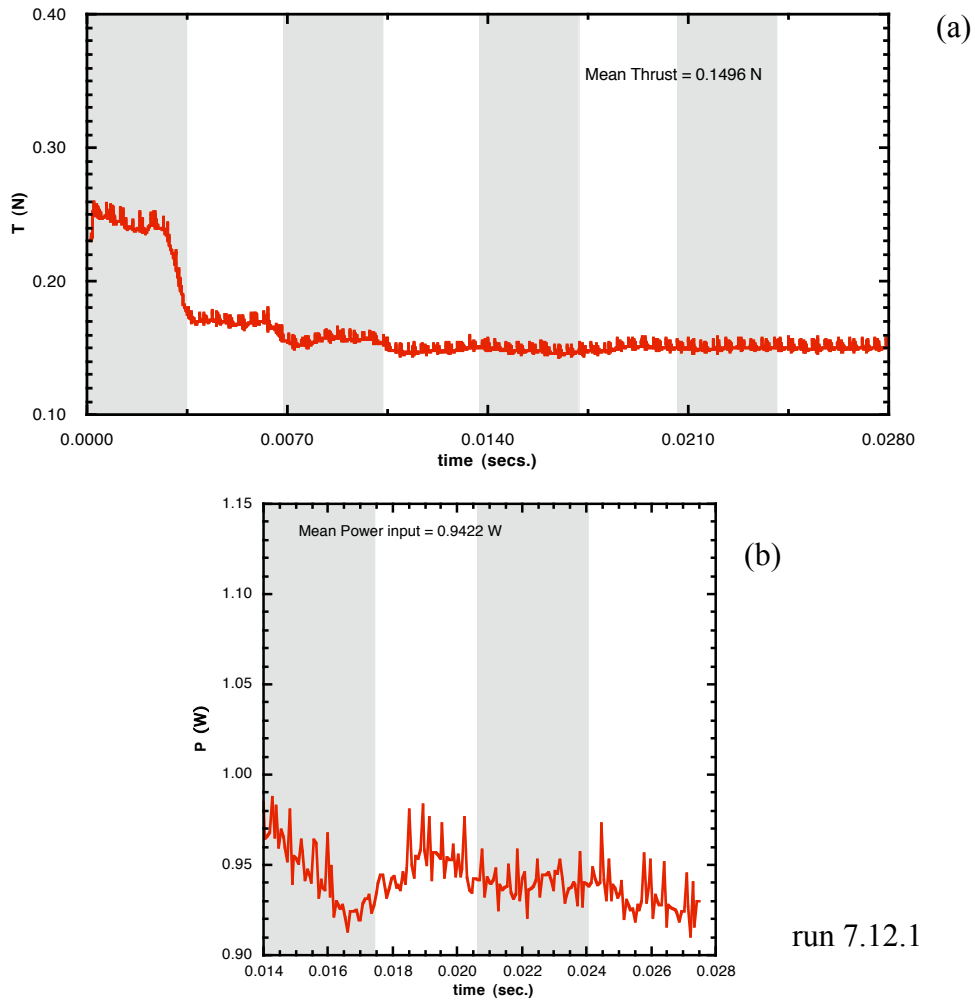 (a)
0.40
Mean Thrust = 0.1496 N
0.30
T (N)
0.20
0.10
0.0000 0.0070 0.0140 0.0210 0.0280
time (secs.)
1.15
Mean Power input = 0.9422 W
(b)
1.10
1.05
P (W)
1.00
0.95
0.90
run 7.12.1
0.014 0.016 0.018 0.020 0.022 0.024 0.026 0.028
time (sec.)